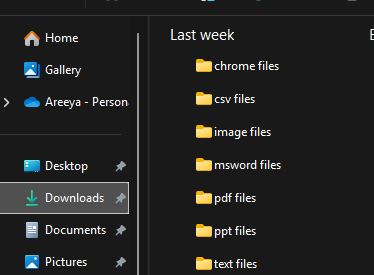 Home
Gallery
Areeya - Persona
Desktop
Downloads
Documents
Pictures
Last week
chrome files
csv files
image files
msword files
pdf files
ppt files
text files